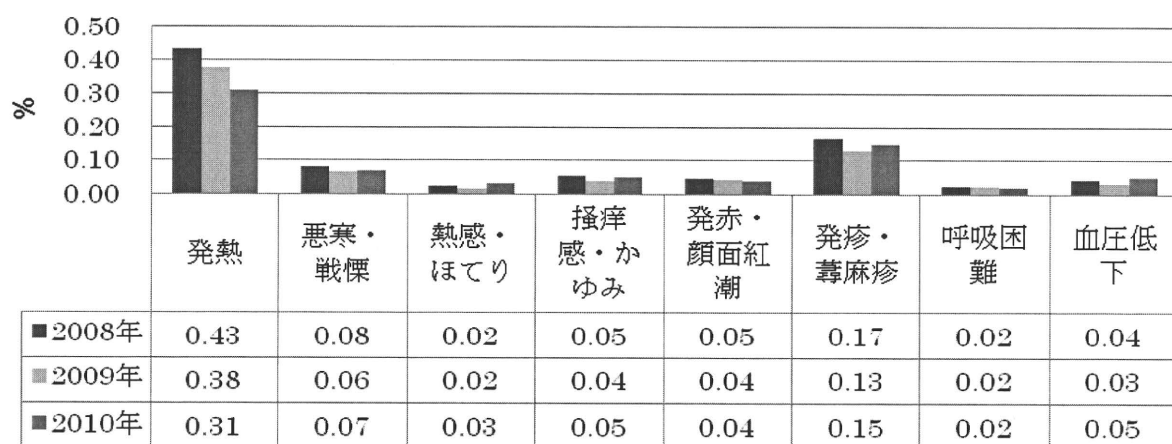 0.50
0.40
0.30
0.20
0.10
0.00
%
発熱
悪寒・
戦慄
熱感・
ほてり
掻痒
感・か
ゆみ
発赤・
顔面紅
潮
発疹・
蕁麻疹
呼吸困
難
血圧低
下
■2008年 0.43 0.08 0.02 0.05 0.05 0.17 0.02 0.04
■2009年 0.38 0.06 0.02 0.04 0.04 0.13 0.02 0.03
■2010年 0.31 0.07 0.03 0.05 0.04 0.15 0.02 0.05